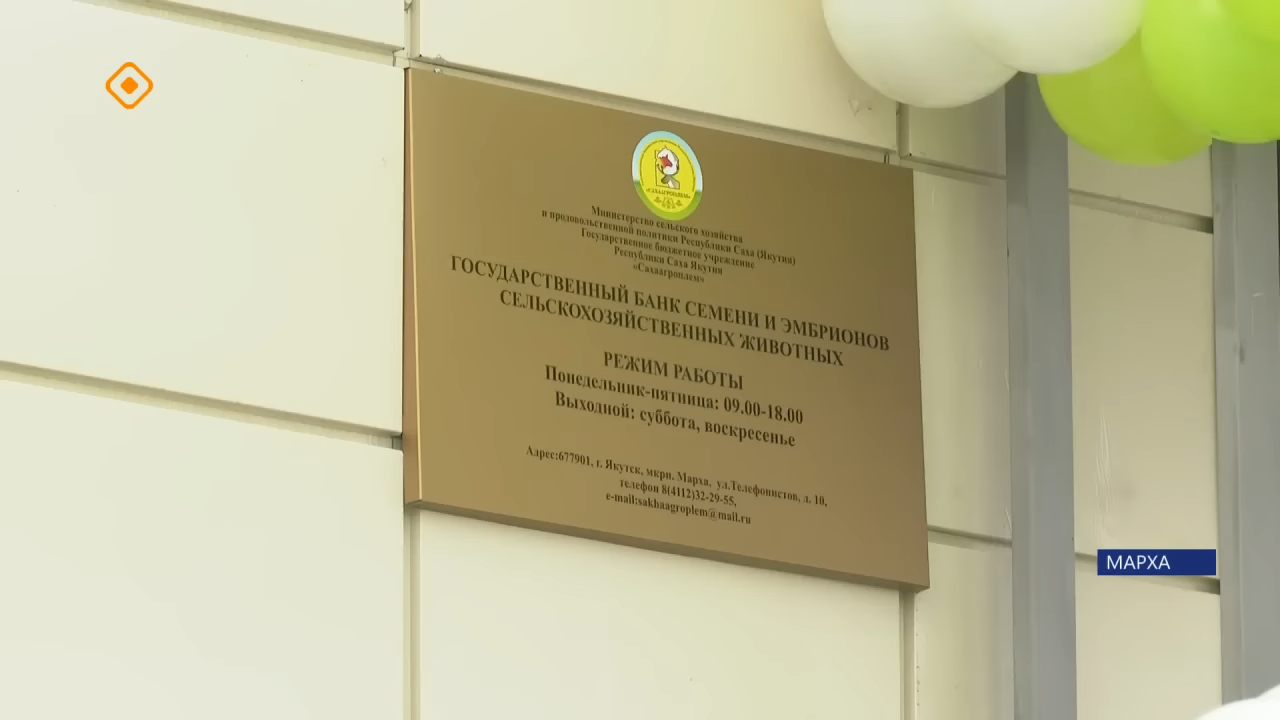 «САХААГРОПЛЕМ»
Министерство сельского хозяйства
и продовольственной политики Республики Саха (Якутия)
Государственное бюджетное учреждение
Республики Саха Якутия
«Сахаагроплем»
ГОСУДАРСТВЕННЫЙ БАНК СЕМЕНИ И ЭМБРИОНОВ
СЕЛЬСКОХОЗЯЙСТВЕННЫХ ЖИВОТНЫХ
РЕЖИМ РАБОТЫ
Понедельник-пятница: 09.00-18.00
Выходной: суббота, воскресенье
Адрес:677901, г. Якутск, мкрн. Марха, ул.Телефонистов, д. 10,
телефон 8(4112)32-29-55,
e-mail:sakhaagroplem@mail.ru
МАРХА